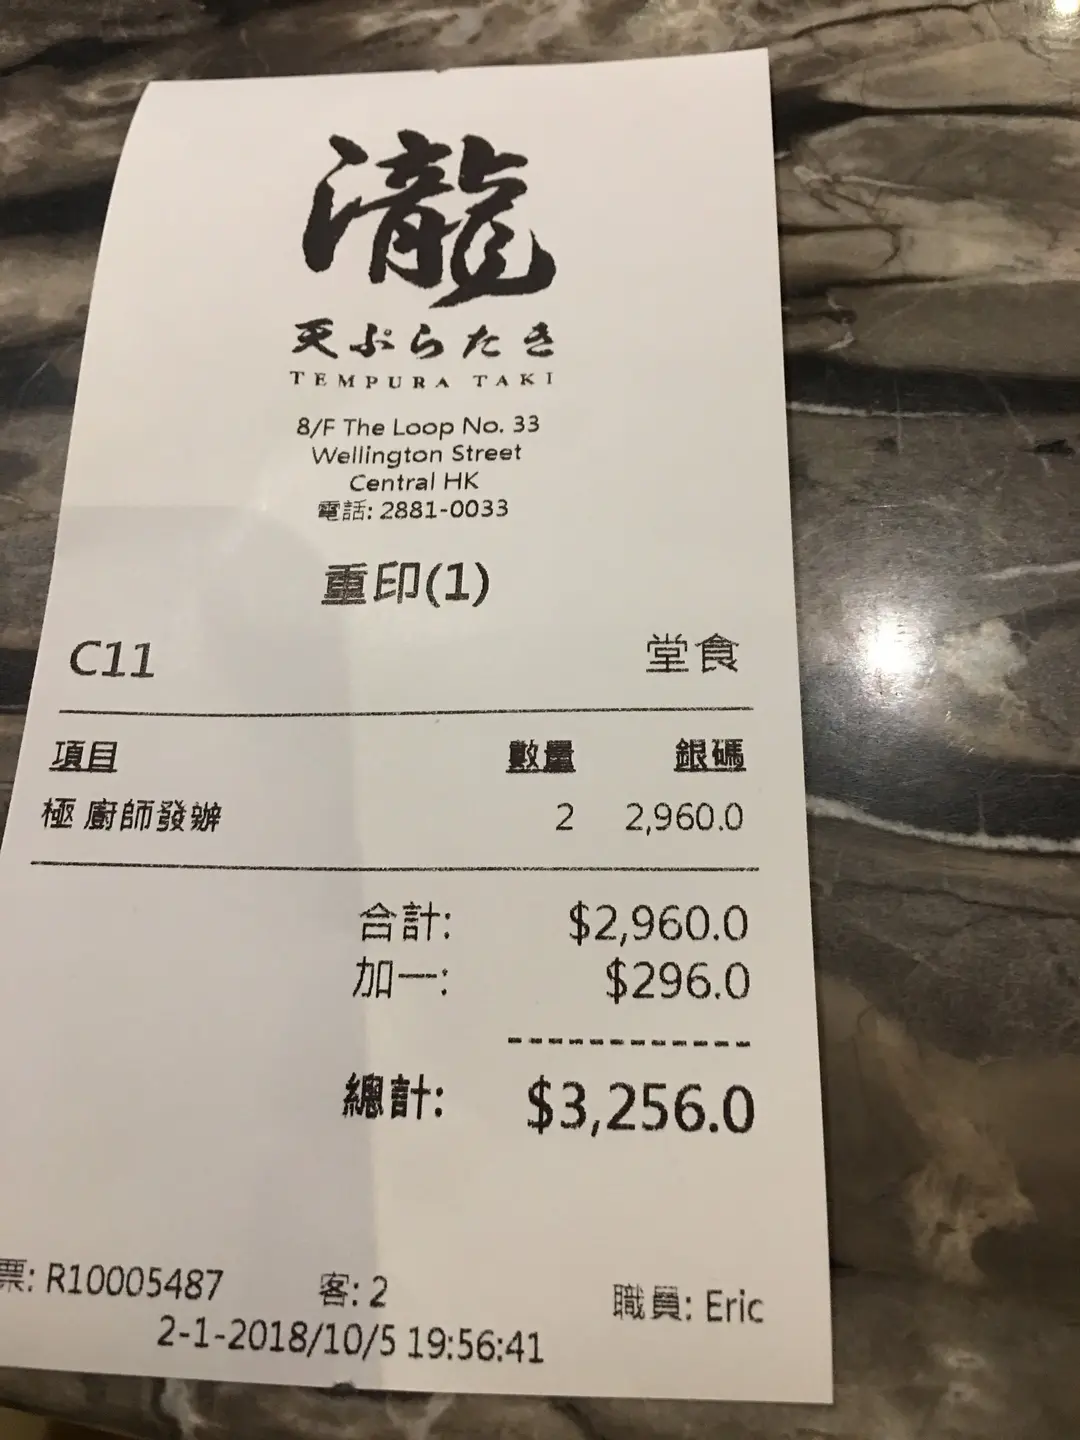 瀧
天ぷらたき
TEMPURA TAKI
8/F The Loop No. 33
Wellington Street
Central HK
電話: 2881-0033
重印(1)
C11 堂食
項目 數量 銀碼
極 廚師發辦 2 2,960.0
合計: $2,960.0
加一: $296.0
總計: $3,256.0
票: R10005487 客: 2 職員: Eric
2-1-2018/10/5 19:56:41